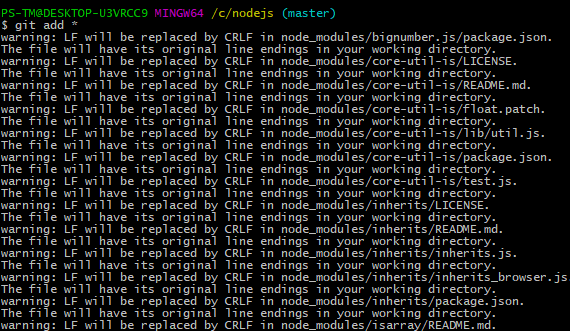 PS-TM@DESKTOP-U3VRCC9 MINGW64 /c/nodejs (master)
$ git add *
warning: LF will be replaced by CRLF in node_modules/bignumber.js/package.json.
The file will have its original line endings in your working directory.
warning: LF will be replaced by CRLF in node_modules/core-util-is/LICENSE.
The file will have its original line endings in your working directory.
warning: LF will be replaced by CRLF in node_modules/core-util-is/README.md.
The file will have its original line endings in your working directory.
warning: LF will be replaced by CRLF in node_modules/core-util-is/float.patch.
The file will have its original line endings in your working directory.
warning: LF will be replaced by CRLF in node_modules/core-util-is/lib/util.js.
The file will have its original line endings in your working directory.
warning: LF will be replaced by CRLF in node_modules/core-util-is/package.json.
The file will have its original line endings in your working directory.
warning: LF will be replaced by CRLF in node_modules/core-util-is/test.js.
The file will have its original line endings in your working directory.
warning: LF will be replaced by CRLF in node_modules/inherits/LICENSE.
The file will have its original line endings in your working directory.
warning: LF will be replaced by CRLF in node_modules/inherits/README.md.
The file will have its original line endings in your working directory.
warning: LF will be replaced by CRLF in node_modules/inherits/inherits.js.
The file will have its original line endings in your working directory.
warning: LF will be replaced by CRLF in node_modules/inherits/inherits_browser.js
The file will have its original line endings in your working directory.
warning: LF will be replaced by CRLF in node_modules/inherits/package.json.
The file will have its original line endings in your working directory.
warning: LF will be replaced by CRLF in node_modules/isarray/README.md.